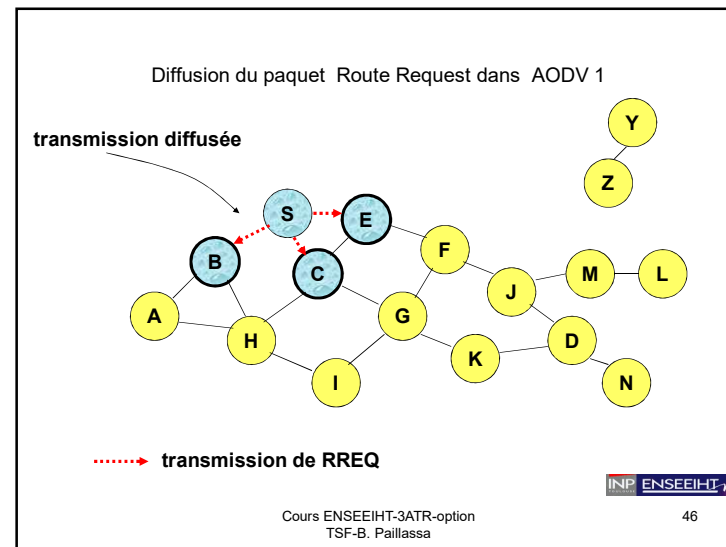 Diffusion du paquet Route Request dans AODV 1
transmission diffusée
Y
Z
S
E
B
C
F
M
L
J
A
G
H
D
K
I
N
transmission de RREQ
INP ENSEEIHT
Cours ENSEEIHT-3ATR-option
TSF-B. Paillassa
46